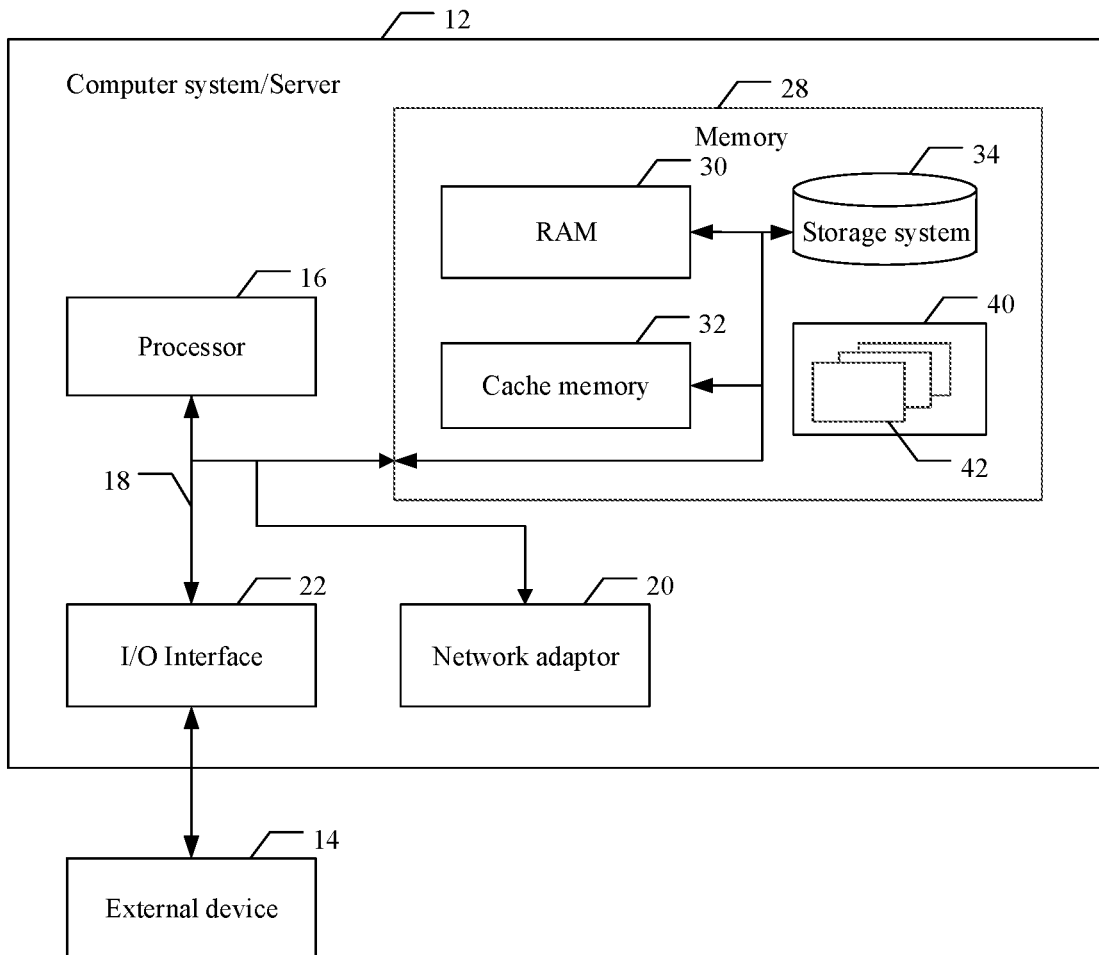 12
Computer system/Server
28
Memory
30
34
RAM
Storage system
16
32
40
Processor
Cache memory
42
18
22
20
I/O Interface
Network adaptor
14
External device